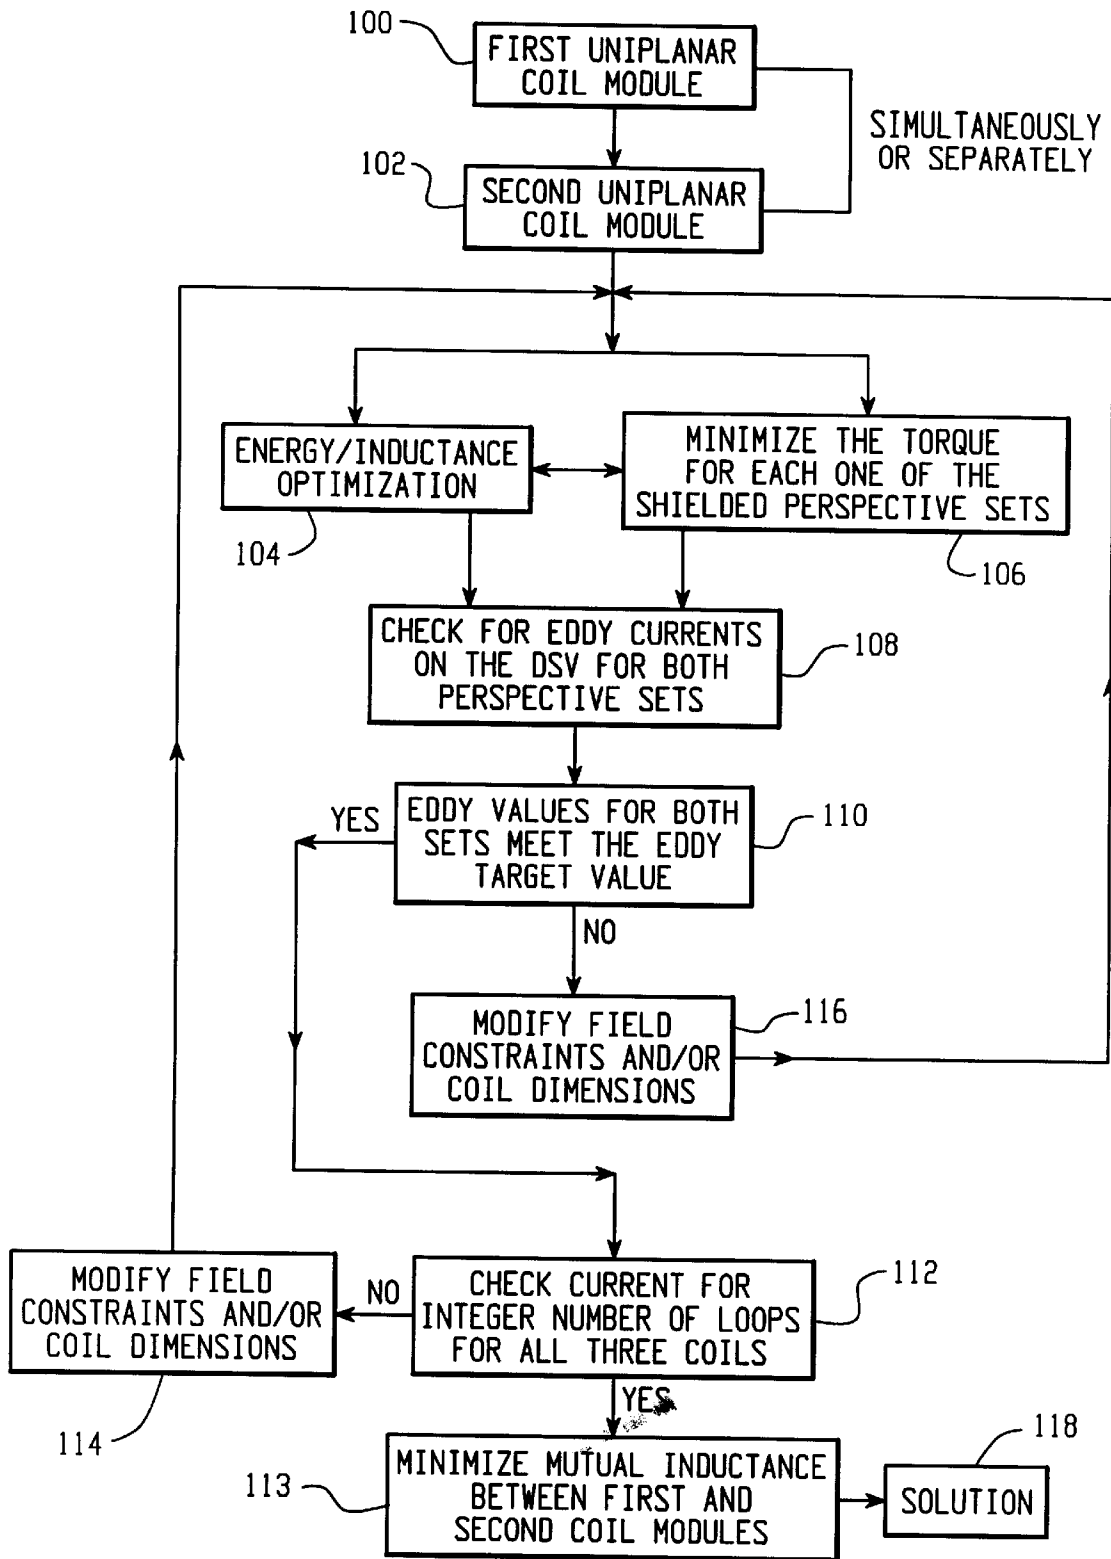 100
FIRST UNIPLANAR
COIL MODULE
SIMULTANEOUSLY
OR SEPARATELY
102
SECOND UNIPLANAR
COIL MODULE
ENERGY/INDUCTANCE
OPTIMIZATION
104
MINIMIZE THE TORQUE
FOR EACH ONE OF THE
SHIELDED PERSPECTIVE SETS
106
CHECK FOR EDDY CURRENTS
ON THE DSV FOR BOTH
PERSPECTIVE SETS
108
YES
EDDY VALUES FOR BOTH
SETS MEET THE EDDY
TARGET VALUE
110
NO
MODIFY FIELD
CONSTRAINTS AND/OR
COIL DIMENSIONS
116
MODIFY FIELD
CONSTRAINTS AND/OR
COIL DIMENSIONS
114
NO
CHECK CURRENT FOR
INTEGER NUMBER OF LOOPS
FOR ALL THREE COILS
112
YES
MINIMIZE MUTUAL INDUCTANCE
BETWEEN FIRST AND
SECOND COIL MODULES
113
SOLUTION
118